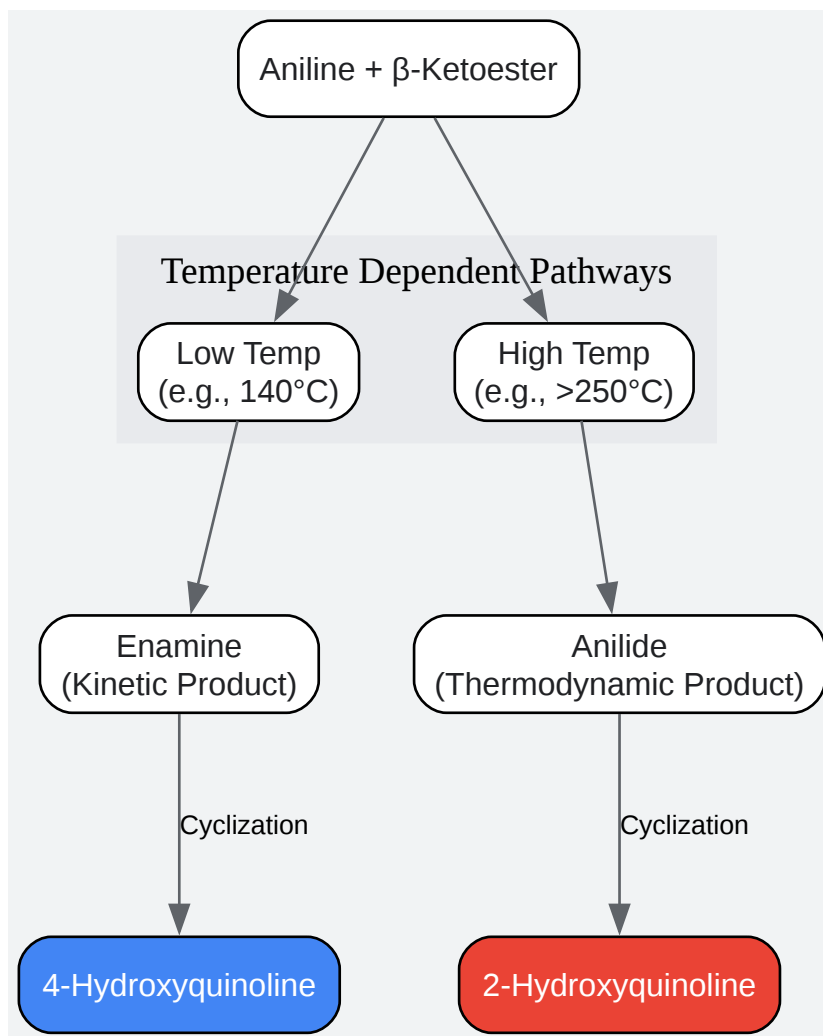 Aniline + β-Ketoester
Temperature Dependent Pathways
Low Temp
(e.g., 140°C)
High Temp
(e.g., >250°C)
Enamine
(Kinetic Product)
Anilide
(Thermodynamic Product)
Cyclization
Cyclization
4-Hydroxyquinoline
2-Hydroxyquinoline